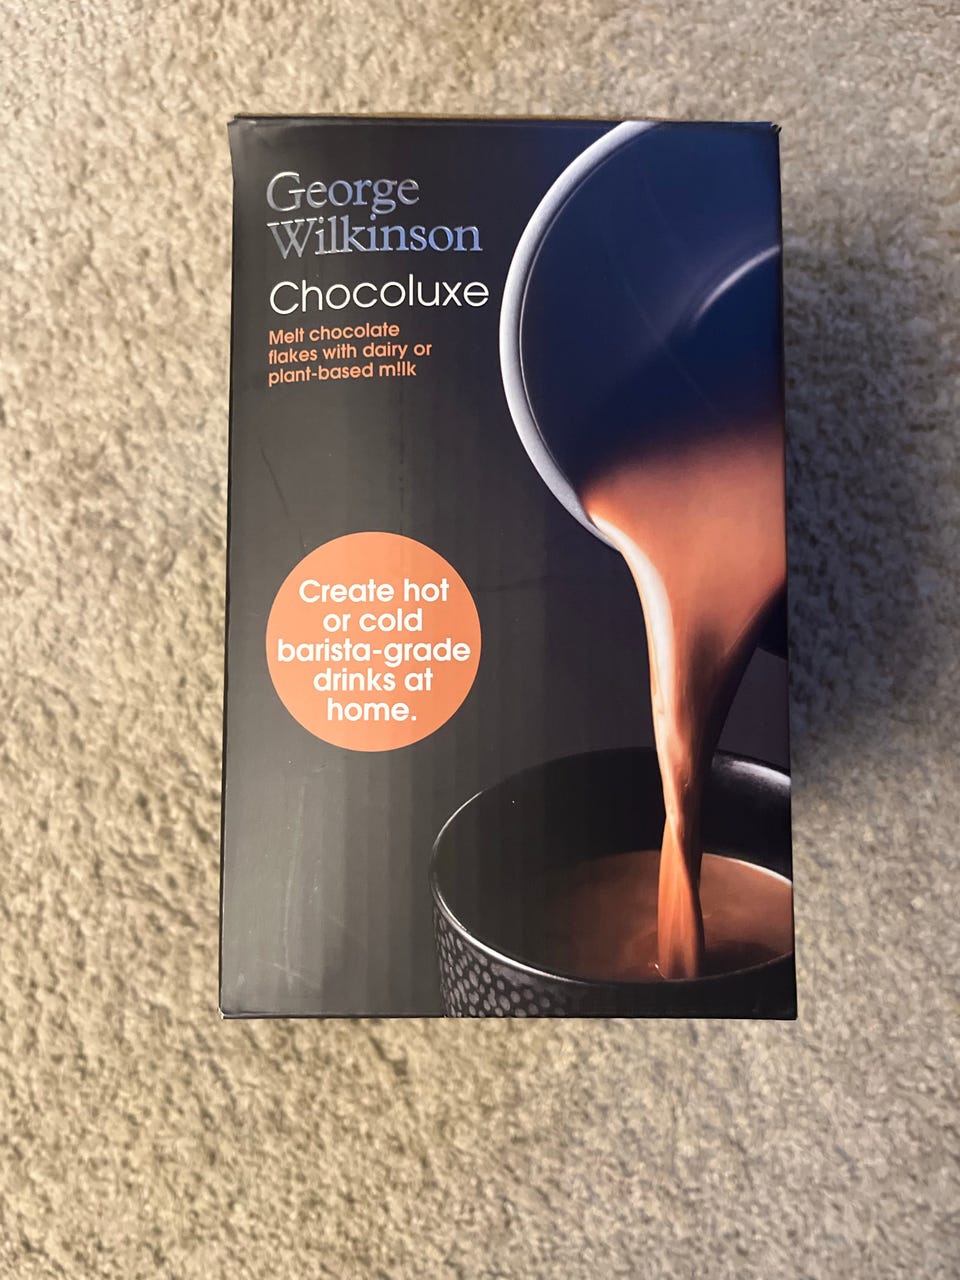 George
Wilkinson
Chocoluxe
Melt chocolate
flakes with dairy or
plant-based m!lk
Create hot
or cold
barista-grade
drinks at
home.